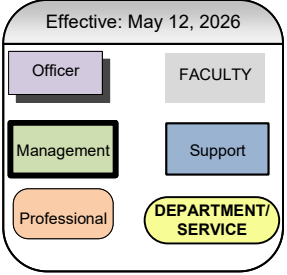 Effective: May 12, 2026
Officer
FACULTY
Management
Support
Professional
DEPARTMENT/
SERVICE